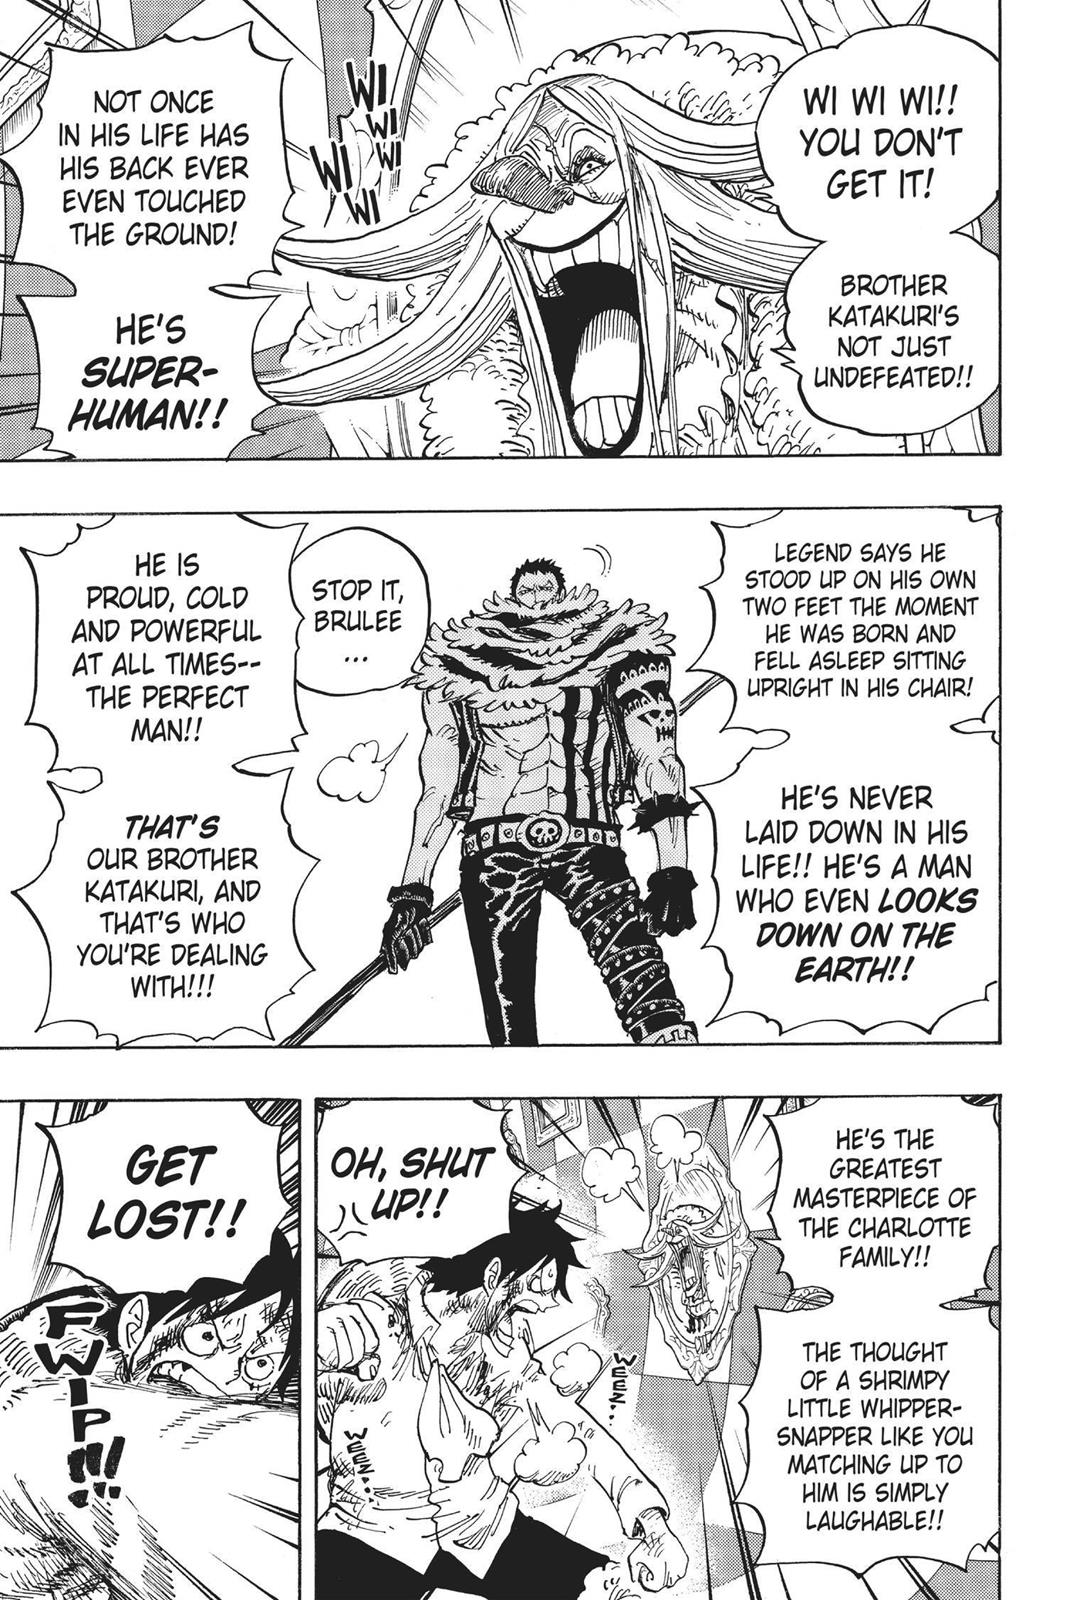 WI WI WI!!
YOU DON'T
GET IT!
BROTHER
KATAKURI'S
NOT JUST
UNDEFEATED!!
WI
WI
WI
WI
WI
NOT ONCE
IN HIS LIFE HAS
HIS BACK EVER
EVEN TOUCHED
THE GROUND!
HE'S
SUPER-
HUMAN!!
LEGEND SAYS HE
STOOD UP ON HIS OWN
TWO FEET THE MOMENT
HE WAS BORN AND
FELL ASLEEP SITTING
UPRIGHT IN HIS CHAIR!
HE'S NEVER
LAID DOWN IN HIS
LIFE!! HE'S A MAN
WHO EVEN LOOKS
DOWN ON THE
EARTH!!
STOP IT,
BRULEE
...
HE IS
PROUD, COLD
AND POWERFUL
AT ALL TIMES--
THE PERFECT
MAN!!
THAT'S
OUR BROTHER
KATAKURI, AND
THAT'S WHO
YOU'RE DEALING
WITH!!!
HE'S THE
GREATEST
MASTERPIECE OF
THE CHARLOTTE
FAMILY!!
THE THOUGHT
OF A SHRIMPY
LITTLE WHIPPER-
SNAPPER LIKE YOU
MATCHING UP TO
HIM IS SIMPLY
LAUGHABLE!!
OH, SHUT
UP!!
WEEZ...
WEEZ...
GET
LOST!!
FWIP!!!